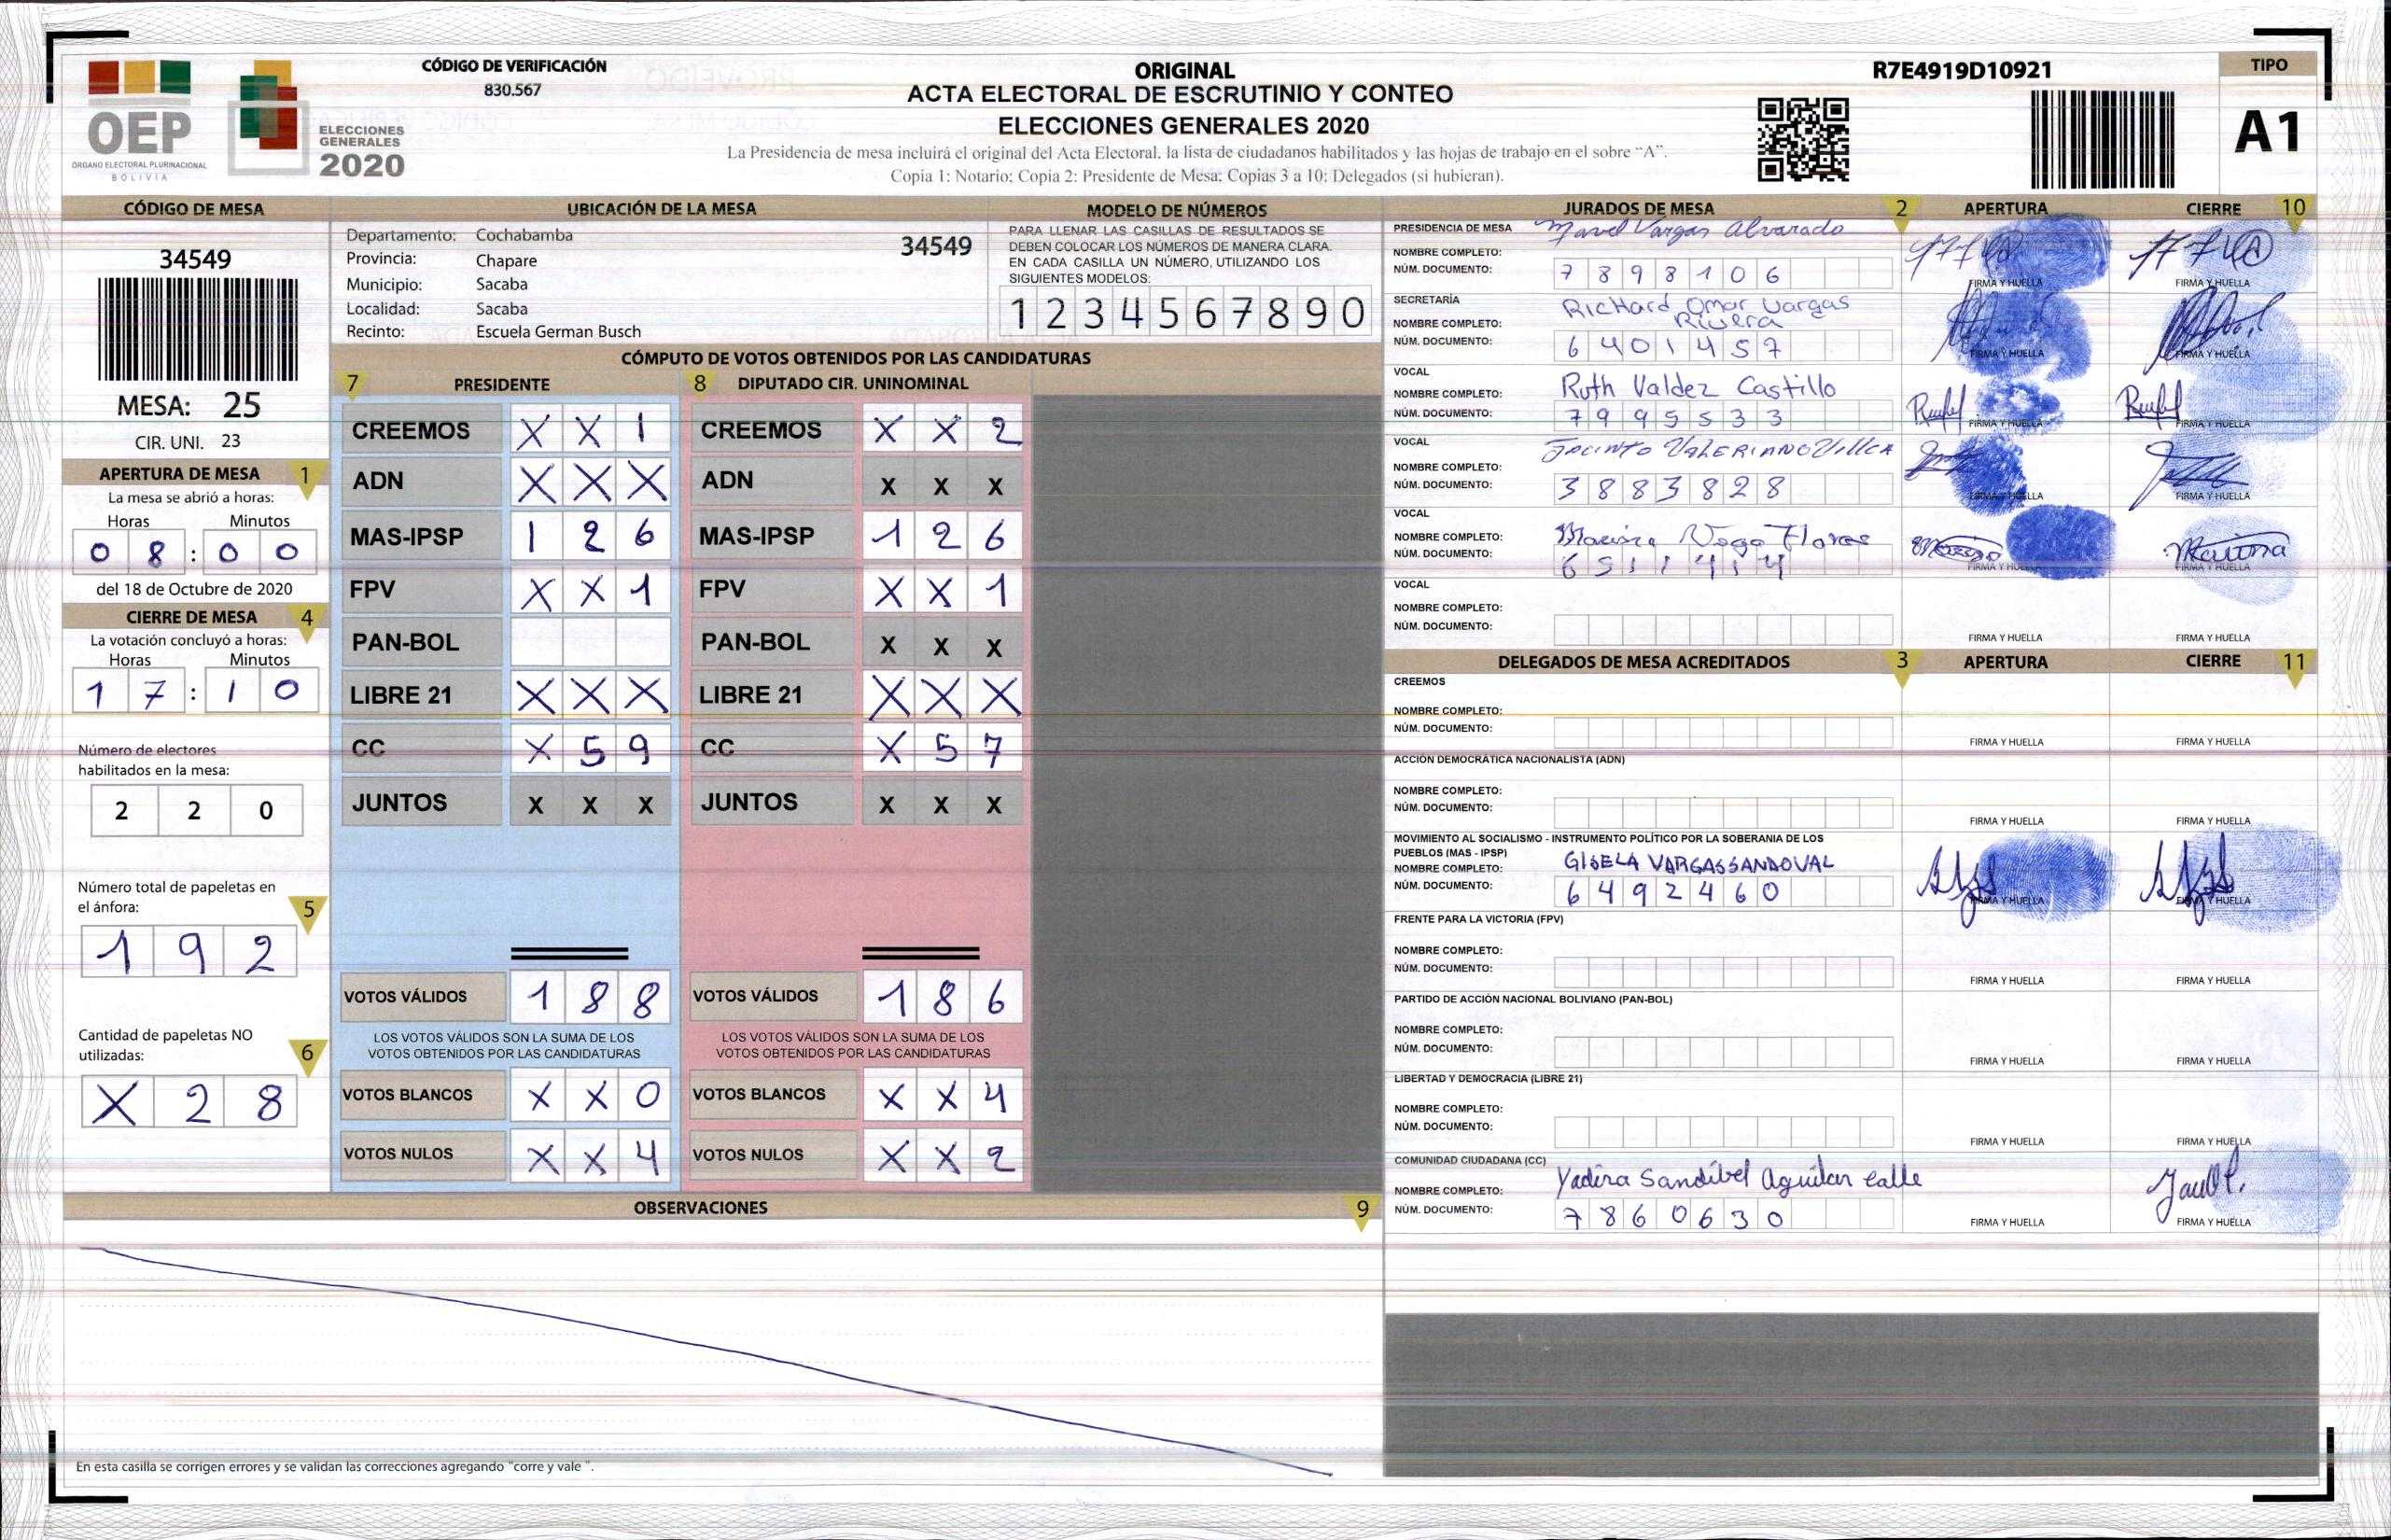 CÓDIGO DE VERIFICACIÓN
830.567
OEP
ÓRGANO ELECTORAL PLURINACIONAL
BOLIVIA
ELECCIONES
GENERALES
2020
ORIGINAL
ACTA ELECTORAL DE ESCRUTINIO Y CONTEO
ELECCIONES GENERALES 2020
La Presidencia de mesa incluirá el original del Acta Electoral, la lista de ciudadanos habilitados y las hojas de trabajo en el sobre “A”.
Copia 1: Notario; Copia 2: Presidente de Mesa; Copias 3 a 10: Delegados (si hubieran).
R7E4919D10921
TIPO
A1
CÓDIGO DE MESA
34549
MESA: 25
CIR. UNI. 23
APERTURA DE MESA 1
La mesa se abrió a horas:
Horas Minutos
0 8 : 0 0
del 18 de Octubre de 2020
CIERRE DE MESA 4
La votación concluyó a horas:
Horas Minutos
1 7 : 1 0
Número de electores
habilitados en la mesa:
2 2 0
Número total de papeletas en
el ánfora: 5
1 9 2
Cantidad de papeletas NO
utilizadas: 6
X 2 8
UBICACIÓN DE LA MESA
Departamento: Cochabamba 34549
Provincia: Chapare
Municipio: Sacaba
Localidad: Sacaba
Recinto: Escuela German Busch
MODELO DE NÚMEROS
PARA LLENAR LAS CASILLAS DE RESULTADOS SE
DEBEN COLOCAR LOS NÚMEROS DE MANERA CLARA.
EN CADA CASILLA UN NÚMERO, UTILIZANDO LOS
SIGUIENTES MODELOS:
1 2 3 4 5 6 7 8 9 0
CÓMPUTO DE VOTOS OBTENIDOS POR LAS CANDIDATURAS
7 PRESIDENTE 8 DIPUTADO CIR. UNINOMINAL
CREEMOS X X 1 CREEMOS X X 2
ADN X X X ADN X X X
MAS-IPSP 1 2 6 MAS-IPSP 1 2 6
FPV X X 1 FPV X X 1
PAN-BOL PAN-BOL X X X
LIBRE 21 X X X LIBRE 21 X X X
CC X 5 9 CC X 5 7
JUNTOS X X X JUNTOS X X X
VOTOS VÁLIDOS 1 8 8 VOTOS VÁLIDOS 1 8 6
LOS VOTOS VÁLIDOS SON LA SUMA DE LOS LOS VOTOS VÁLIDOS SON LA SUMA DE LOS
VOTOS OBTENIDOS POR LAS CANDIDATURAS VOTOS OBTENIDOS POR LAS CANDIDATURAS
VOTOS BLANCOS X X 0 VOTOS BLANCOS X X 4
VOTOS NULOS X X 4 VOTOS NULOS X X 2
OBSERVACIONES 9
En esta casilla se corrigen errores y se validan las correcciones agregando "corre y vale ".
JURADOS DE MESA 2 APERTURA CIERRE 10
PRESIDENCIA DE MESA Mavel Vargas Alvarado
NOMBRE COMPLETO:
NÚM. DOCUMENTO: 7 8 9 8 1 0 6
FIRMA Y HUELLA FIRMA Y HUELLA
SECRETARÍA Richard Omar Vargas
NOMBRE COMPLETO: Rivera
NÚM. DOCUMENTO: 6 4 0 1 4 5 7
FIRMA Y HUELLA FIRMA Y HUELLA
VOCAL
NOMBRE COMPLETO: Ruth Valdez Castillo
NÚM. DOCUMENTO: 7 9 9 5 5 3 3
FIRMA Y HUELLA FIRMA Y HUELLA
VOCAL JACINTO VALERIANO VILLCA
NOMBRE COMPLETO:
NÚM. DOCUMENTO: 3 8 8 3 8 2 8
FIRMA Y HUELLA FIRMA Y HUELLA
VOCAL
NOMBRE COMPLETO: Flores
NÚM. DOCUMENTO: 6 5 1 1 4 1 4
FIRMA Y HUELLA Marina FIRMA Y HUELLA
VOCAL
NOMBRE COMPLETO:
NÚM. DOCUMENTO:
FIRMA Y HUELLA FIRMA Y HUELLA
DELEGADOS DE MESA ACREDITADOS 3 APERTURA CIERRE 11
CREEMOS
NOMBRE COMPLETO:
NÚM. DOCUMENTO:
FIRMA Y HUELLA FIRMA Y HUELLA
ACCIÓN DEMOCRÁTICA NACIONALISTA (ADN)
NOMBRE COMPLETO:
NÚM. DOCUMENTO:
FIRMA Y HUELLA FIRMA Y HUELLA
MOVIMIENTO AL SOCIALISMO - INSTRUMENTO POLÍTICO POR LA SOBERANIA DE LOS
PUEBLOS (MAS - IPSP)
NOMBRE COMPLETO: GISELA VARGAS SANDOVAL
NÚM. DOCUMENTO: 6 4 9 2 4 6 0
FIRMA Y HUELLA FIRMA Y HUELLA
FRENTE PARA LA VICTORIA (FPV)
NOMBRE COMPLETO:
NÚM. DOCUMENTO:
FIRMA Y HUELLA FIRMA Y HUELLA
PARTIDO DE ACCIÓN NACIONAL BOLIVIANO (PAN-BOL)
NOMBRE COMPLETO:
NÚM. DOCUMENTO:
FIRMA Y HUELLA FIRMA Y HUELLA
LIBERTAD Y DEMOCRACIA (LIBRE 21)
NOMBRE COMPLETO:
NÚM. DOCUMENTO:
FIRMA Y HUELLA FIRMA Y HUELLA
COMUNIDAD CIUDADANA (CC)
NOMBRE COMPLETO: Yadira Sandibel Aguilar Calle
NÚM. DOCUMENTO: 7 8 6 0 6 3 0
FIRMA Y HUELLA FIRMA Y HUELLA